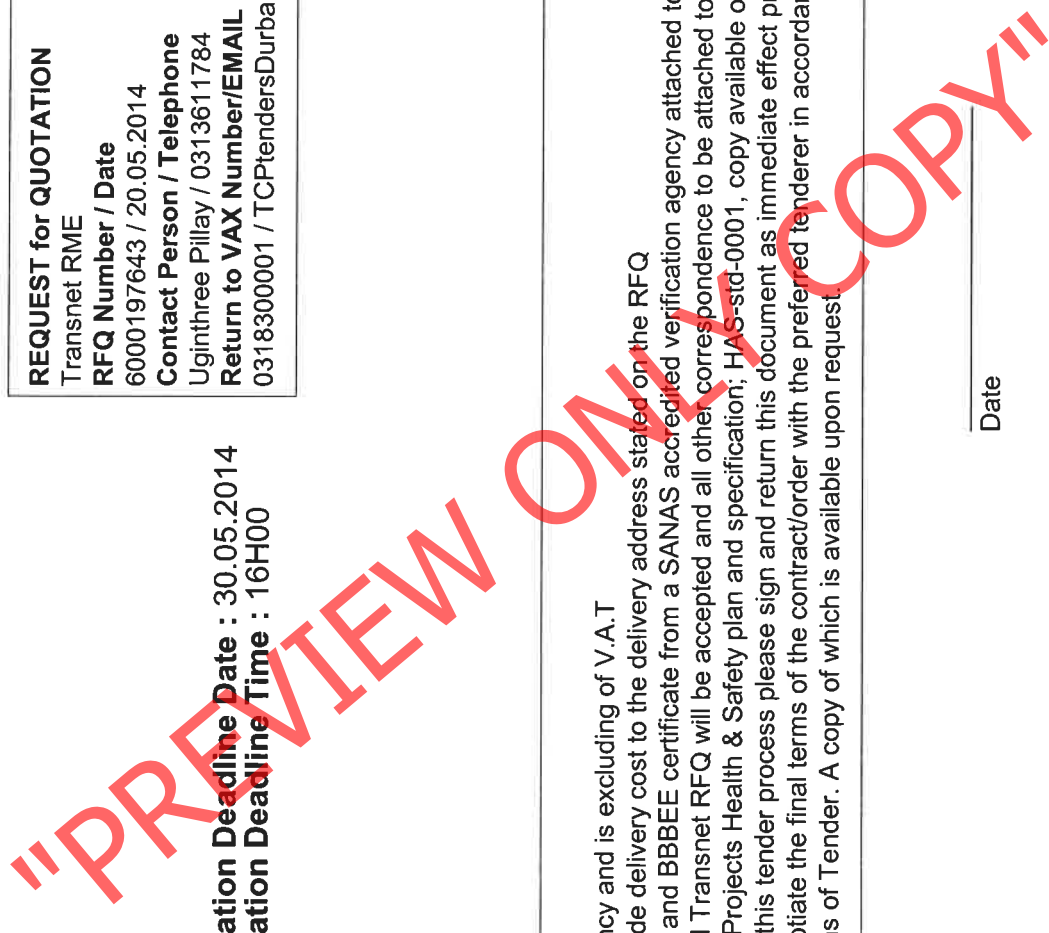 REQUEST for QUOTATION
Transnet RME
RFQ Number / Date
6000197643 / 20.05.2014
Contact Person / Telephone
Uginthree Pillay / 0313611784
Return to VAX Number/EMAIL
0318300001 / TCPtendersDurba
ation Deadline Date : 30.05.2014
ation Deadline Time : 16H00
ncy and is excluding of V.A.T
de delivery cost to the delivery address stated on the RFQ
and BBBEE certificate from a SANAS accredited verification agency attached to
l Transnet RFQ will be accepted and all other correspondence to be attached to
Projects Health & Safety plan and specification; HAS-std-0001, copy available o
this tender process please sign and return this document as immediate effect pr
otiate the final terms of the contract/order with the preferred tenderer in accordan
s of Tender. A copy of which is available upon request.
Date
"PREVIEW ONLY COPY"